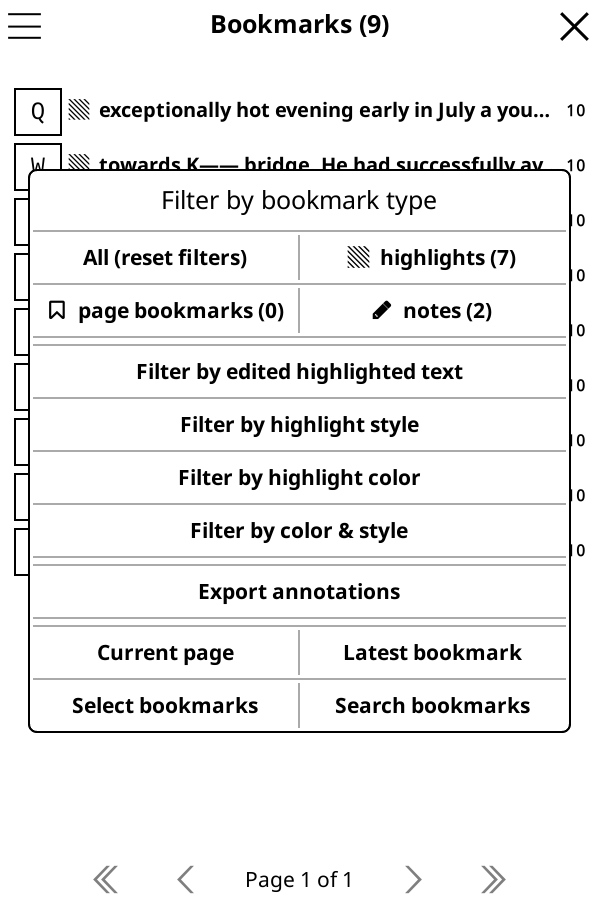 Bookmarks (9)
Q exceptionally hot evening early in July a you... 10
W towards K—— bridge. He had successfully av 10
Filter by bookmark type
All (reset filters) highlights (7)
page bookmarks (0) notes (2)
Filter by edited highlighted text
Filter by highlight style
Filter by highlight color
Filter by color & style
Export annotations
Current page Latest bookmark
Select bookmarks Search bookmarks
Page 1 of 1